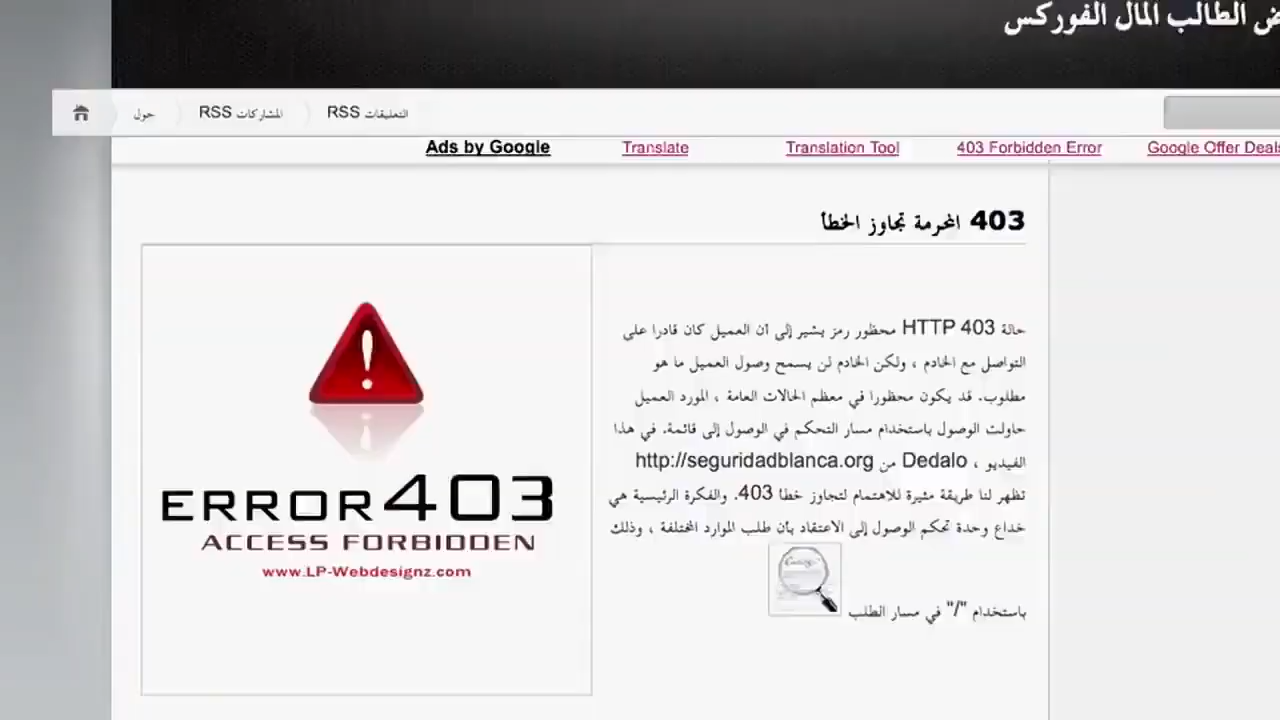 الطالب المال الفوركس
حول
المشاركات RSS
التعليقات RSS
Ads by Google
Translate
Translation Tool
403 Forbidden Error
Google Offer Deals
403 المحرمة تجاوز الخطأ
حالة HTTP 403 محظور رمز يشير إلى أن العميل كان قادرا على
التواصل مع الخادم ، ولكن الخادم لن يسمح وصول العميل ما هو
مطلوب. قد يكون محظورا في معظم الحالات العامة ، المورد العميل
حاولت الوصول باستخدام مسار التحكم في الوصول إلى قائمة. في هذا
الفيديو ، Dedalo من http://seguridadblanca.org
تظهر لنا طريقة مثيرة للاهتمام لتجاوز خطأ 403. والفكرة الرئيسية هي
خداع وحدة تحكم الوصول إلى الاعتقاد بأن طلب الموارد المختلفة ، وذلك
باستخدام "/" في مسار الطلب
ERROR 403
ACCESS FORBIDDEN
www.LP-Webdesignz.com